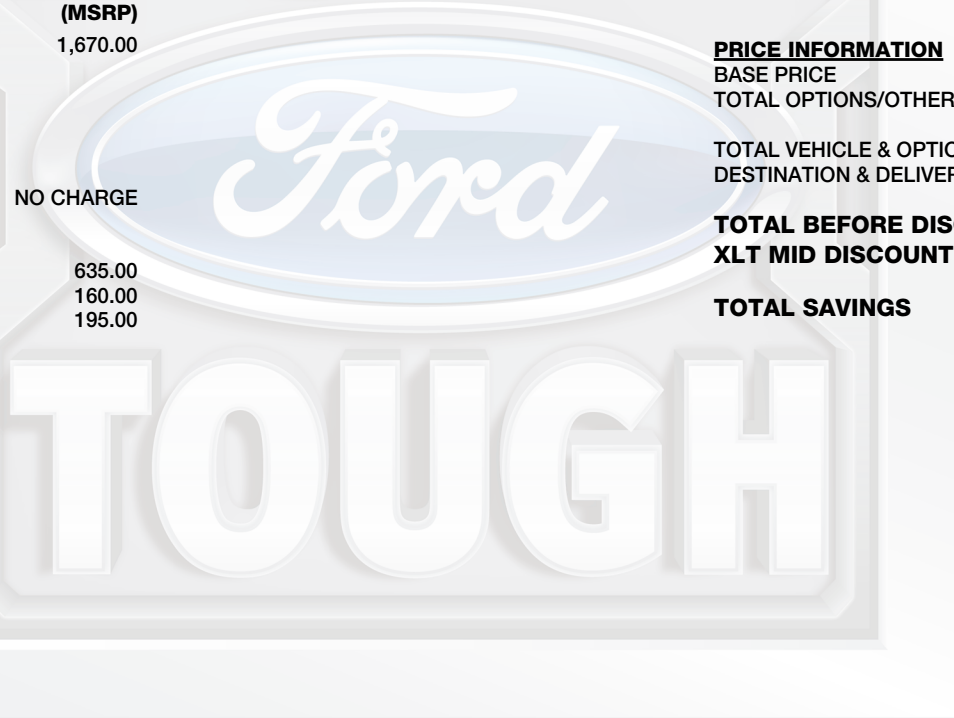 (MSRP)
1,670.00
NO CHARGE
635.00
160.00
195.00
PRICE INFORMATION
BASE PRICE
TOTAL OPTIONS/OTHER
TOTAL VEHICLE & OPTIO
DESTINATION & DELIVER
TOTAL BEFORE DIS
XLT MID DISCOUNT
TOTAL SAVINGS
Ford
TOUGH